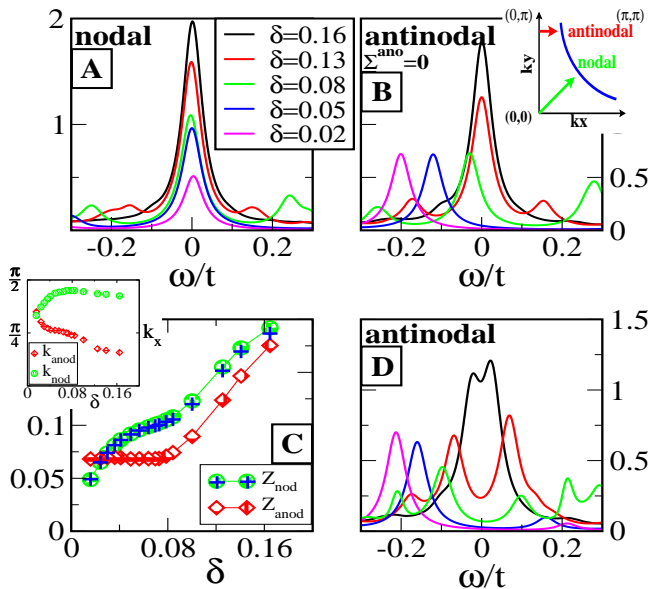 nodal
A
δ=0.16
δ=0.13
δ=0.08
δ=0.05
δ=0.02
2
1
-0.2 0 0.2
ω/t
antinodal
Σ^ano=0
B
(0,π) (π,π)
antinodal
nodal
ky
(0,0) kx
0.5
0
-0.2 0 0.2
ω/t
π/2
π/4
k_x
k_anod
k_nod
0 0.08 0.16
δ
0.1
0.05
0
C
Z_nod
Z_anod
0 0.08 0.16
δ
antinodal
D
1.5
1
0.5
0
-0.2 0 0.2
ω/t